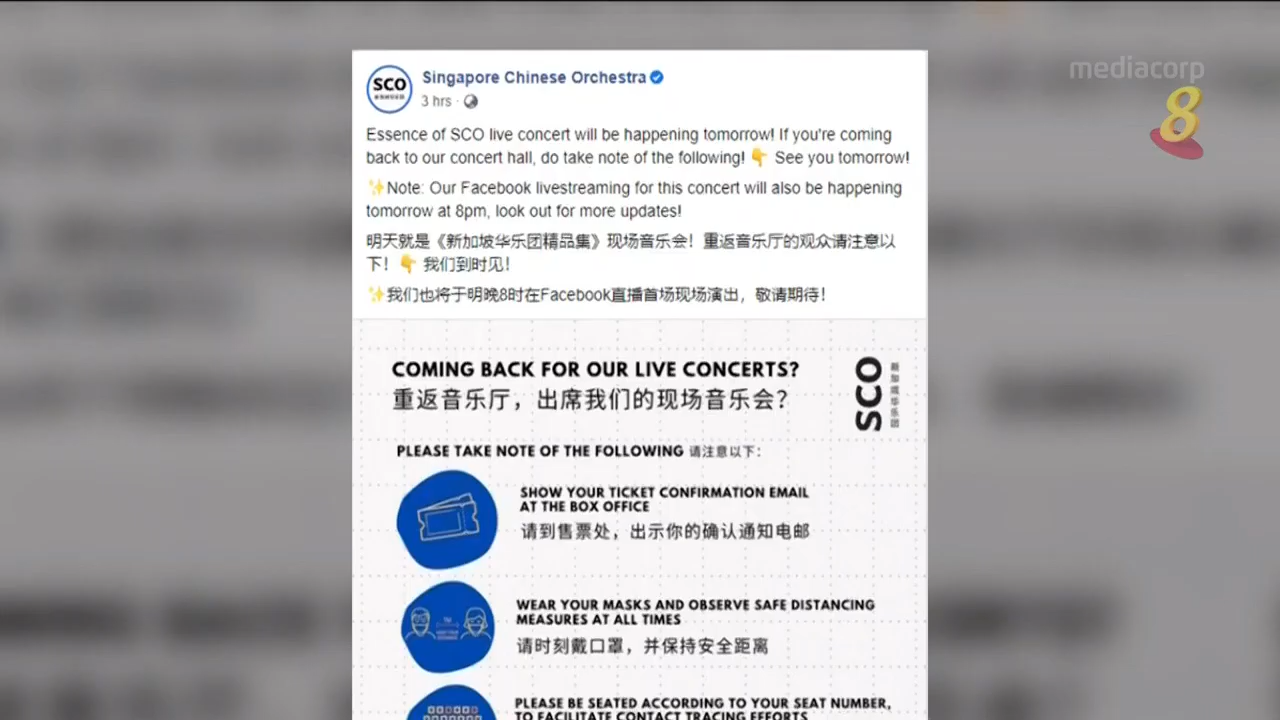 mediacorp
8
SCO
Singapore Chinese Orchestra
3 hrs ·
Essence of SCO live concert will be happening tomorrow! If you're coming
back to our concert hall, do take note of the following! 👇 See you tomorrow!
✨Note: Our Facebook livestreaming for this concert will also be happening
tomorrow at 8pm, look out for more updates!
明天就是《新加坡华乐团精品集》现场音乐会！重返音乐厅的观众请注意以
下！👇 我们到时见！
✨我们也将于明晚8时在Facebook直播首场现场演出，敬请期待！
COMING BACK FOR OUR LIVE CONCERTS?
重返音乐厅，出席我们的现场音乐会？
SCO
新加坡华乐团
PLEASE TAKE NOTE OF THE FOLLOWING 请注意以下：
SHOW YOUR TICKET CONFIRMATION EMAIL
AT THE BOX OFFICE
请到售票处，出示你的确认通知电邮
WEAR YOUR MASKS AND OBSERVE SAFE DISTANCING
MEASURES AT ALL TIMES
请时刻戴口罩，并保持安全距离
PLEASE BE SEATED ACCORDING TO YOUR SEAT NUMBER,
TO FACILITATE CONTACT TRACING EFFORTS